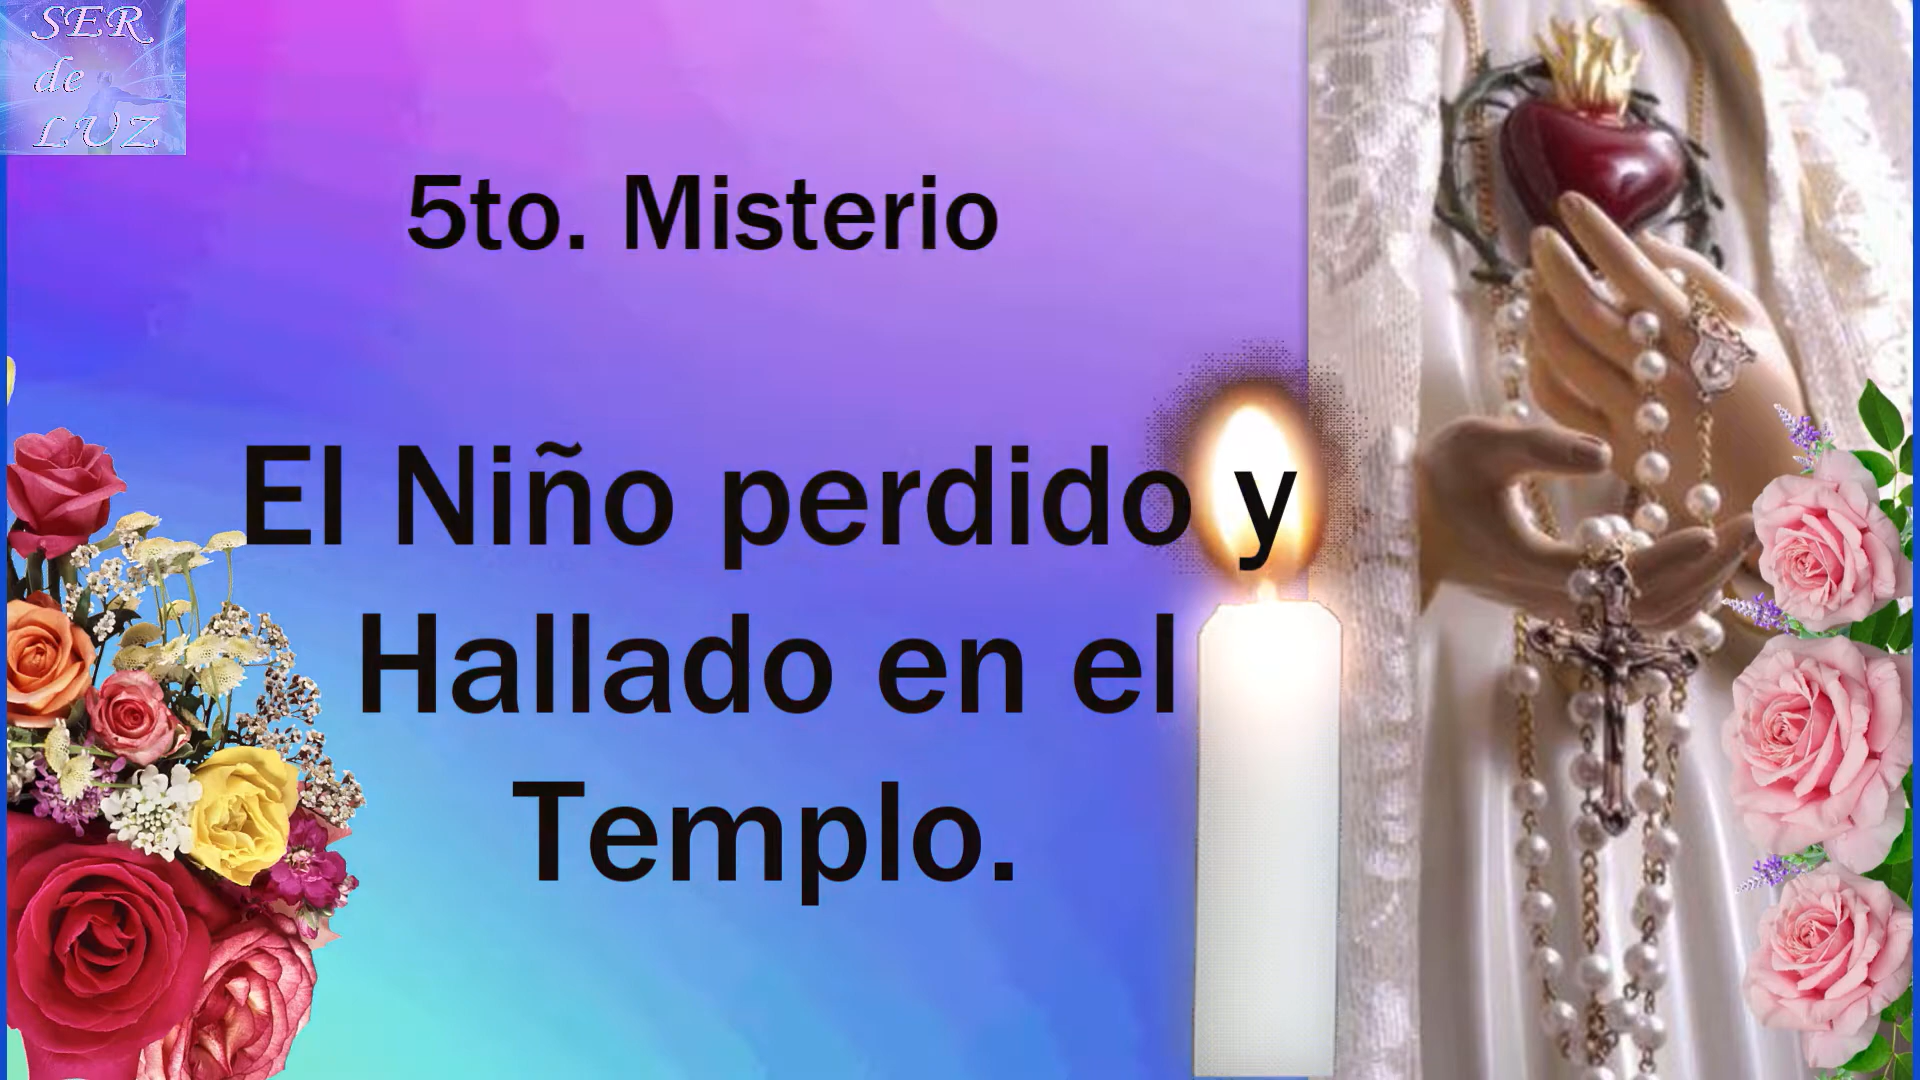 SER
de
LUZ
5to. Misterio
El Niño perdido y
Hallado en el
Templo.